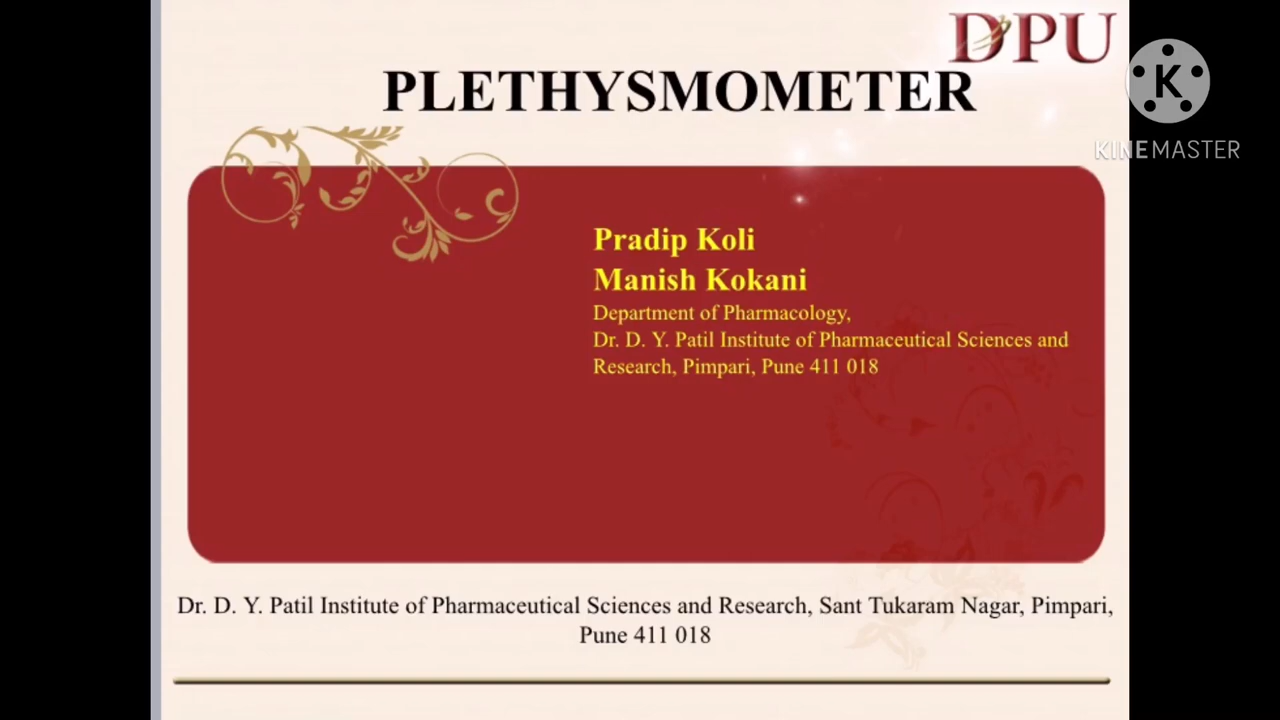 DPU
PLETHYSMOMETER
K
KINEMASTER
Pradip Koli
Manish Kokani
Department of Pharmacology,
Dr. D. Y. Patil Institute of Pharmaceutical Sciences and
Research, Pimpari, Pune 411 018
Dr. D. Y. Patil Institute of Pharmaceutical Sciences and Research, Sant Tukaram Nagar, Pimpari,
Pune 411 018